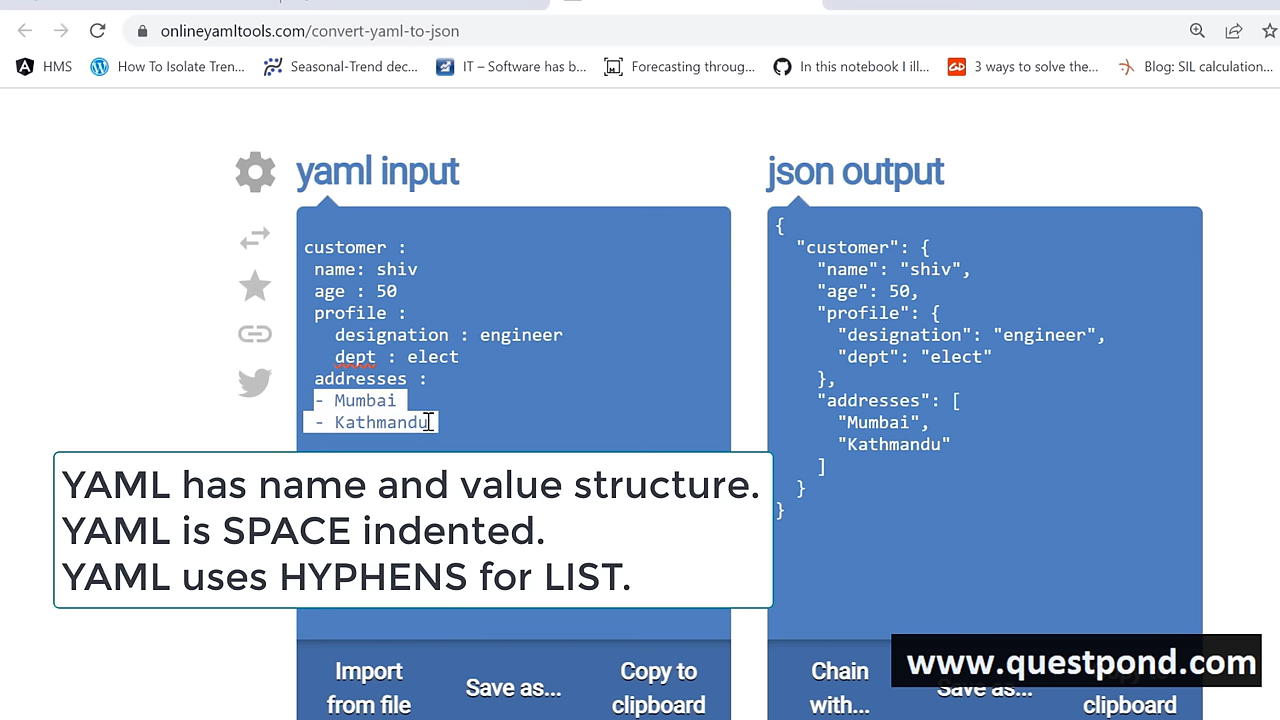 onlineyamltools.com/convert-yaml-to-json
HMS
How To Isolate Tren...
Seasonal-Trend dec...
IT – Software has b...
Forecasting throug...
In this notebook I ill...
3 ways to solve the...
Blog: SIL calculation...
yaml input
customer :
name: shiv
age : 50
profile :
designation : engineer
dept : elect
addresses :
- Mumbai
- Kathmandu
json output
{
"customer": {
"name": "shiv",
"age": 50,
"profile": {
"designation": "engineer",
"dept": "elect"
},
"addresses": [
"Mumbai",
"Kathmandu"
]
}
}
YAML has name and value structure.
YAML is SPACE indented.
YAML uses HYPHENS for LIST.
Import
from file
Save as...
Copy to
clipboard
Chain
with...
Save as...
clipboard
www.questpond.com